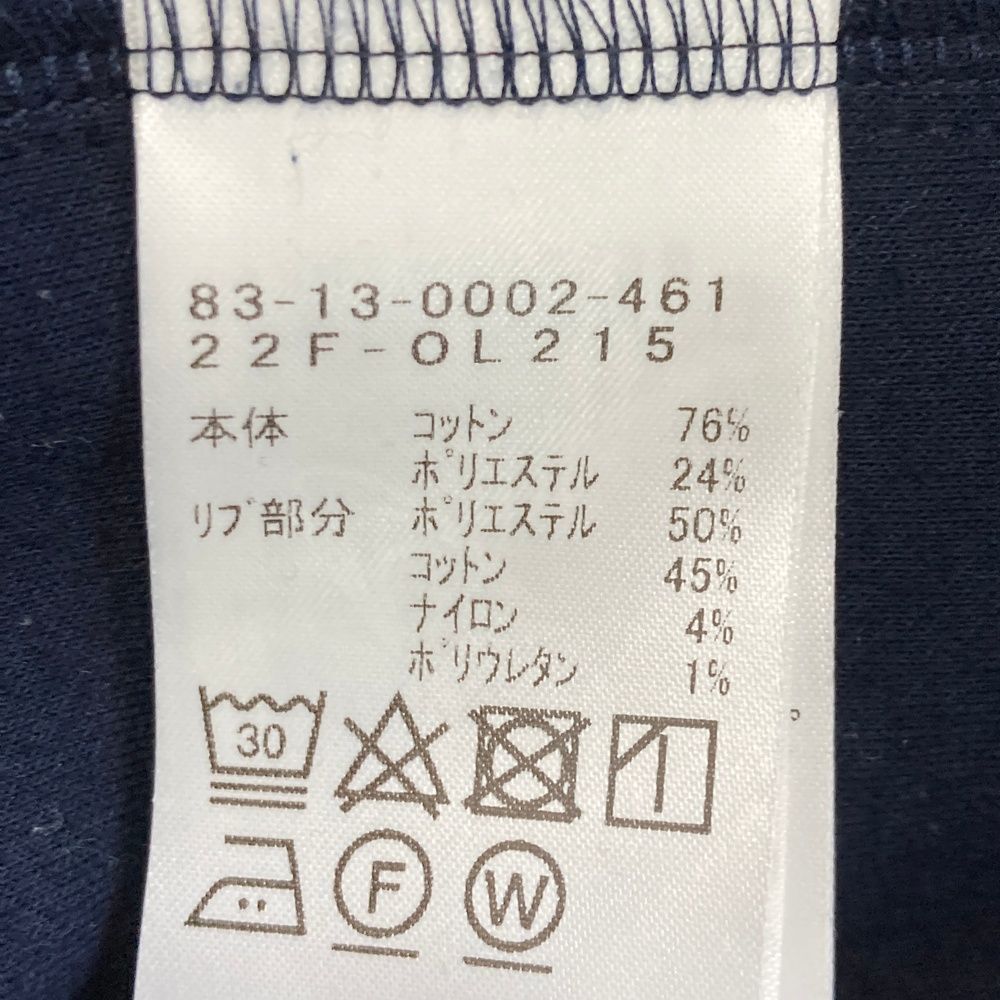 83-13-0002-461
22F-OL215
本体 コットン 76%
ポリエステル 24%
リブ部分 ポリエステル 50%
コットン 45%
ナイロン 4%
ポリウレタン 1%
30
F W